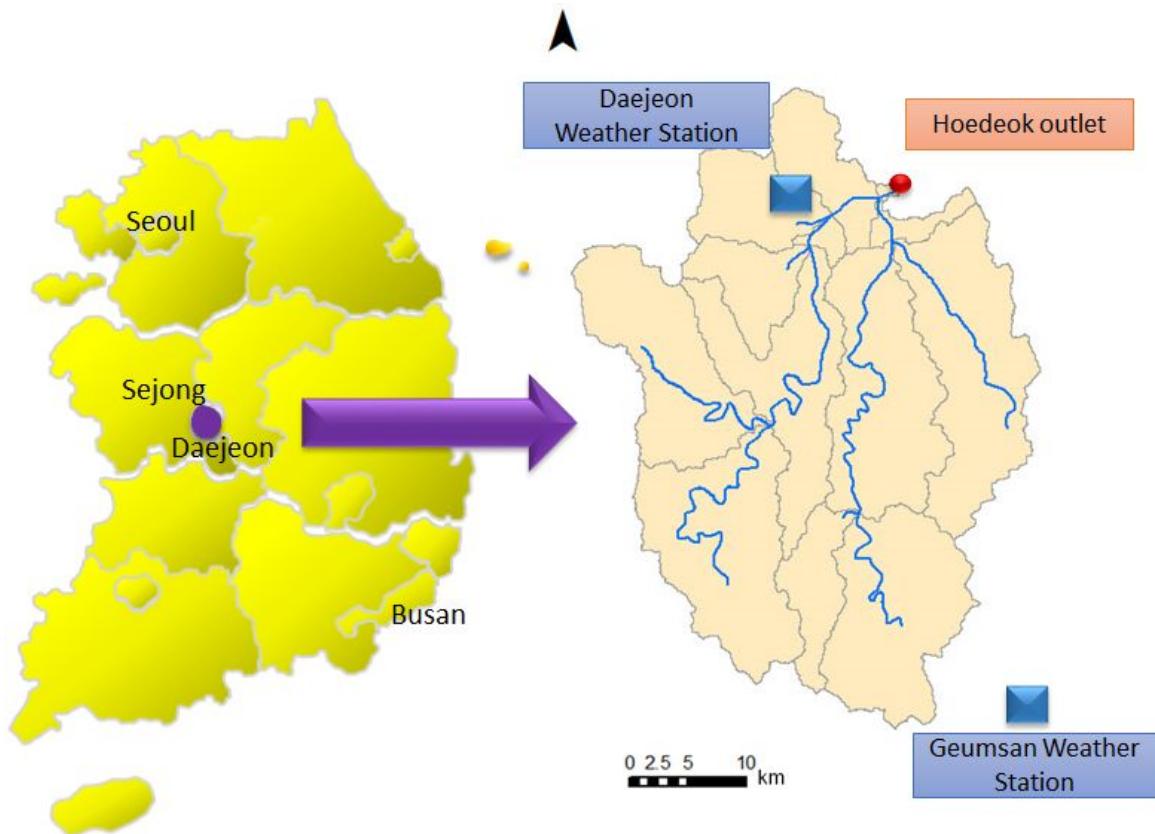 Daejeon
Weather Station
Hoedeok outlet
Seoul
Sejong
Daejeon
Busan
Geumsan Weather
Station
0 2.5 5 10
km